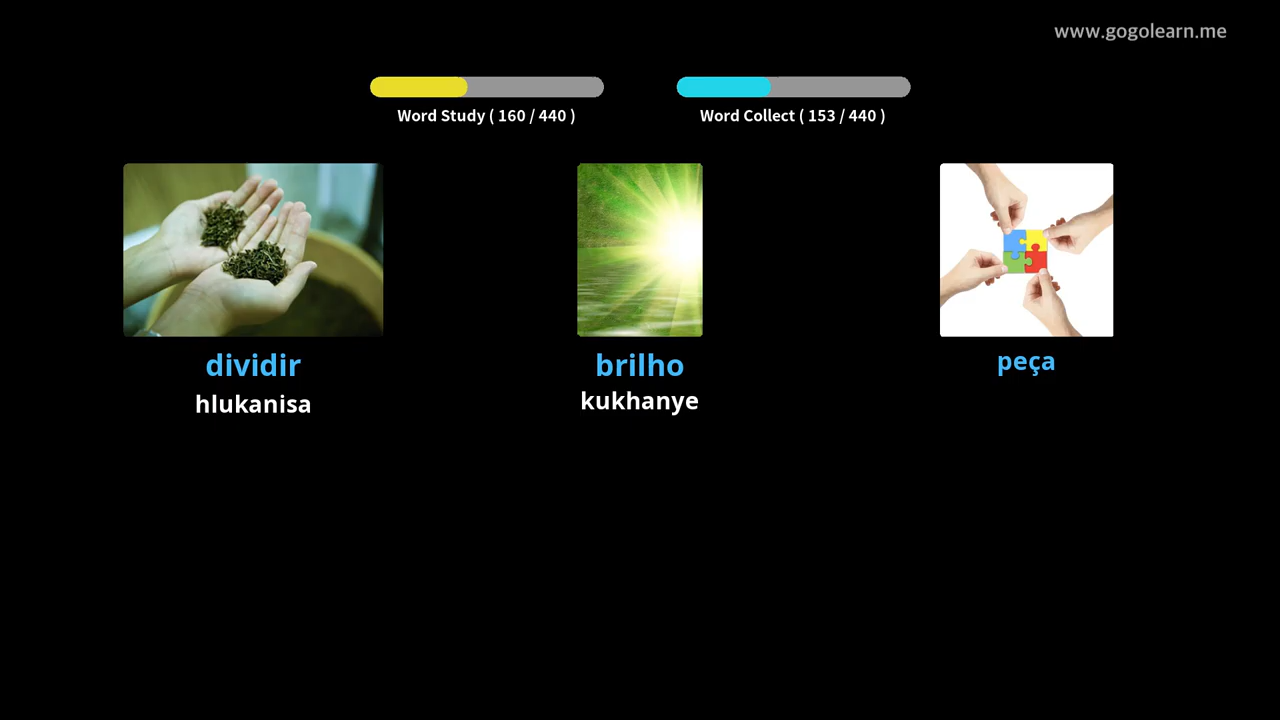 www.gogolearn.me
Word Study ( 160 / 440 )
Word Collect ( 153 / 440 )
dividir
hlukanisa
brilho
kukhanye
peça